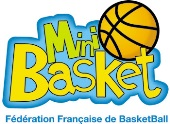 Mini
Basket
Fédération Française de BasketBall